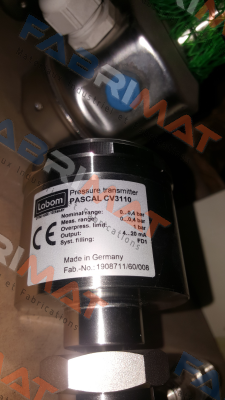 FABRIMAT
Labom
Pressure transmitter
PASCAL CV3110
Nominal range: 0...0,4 bar
Meas. range: 0...0,4 bar
Overpress. limit: 1 bar
Output: 4...20 mA
Syst. filling: FD1
CE
Made in Germany
Fab.-No.: 1908711/60/008